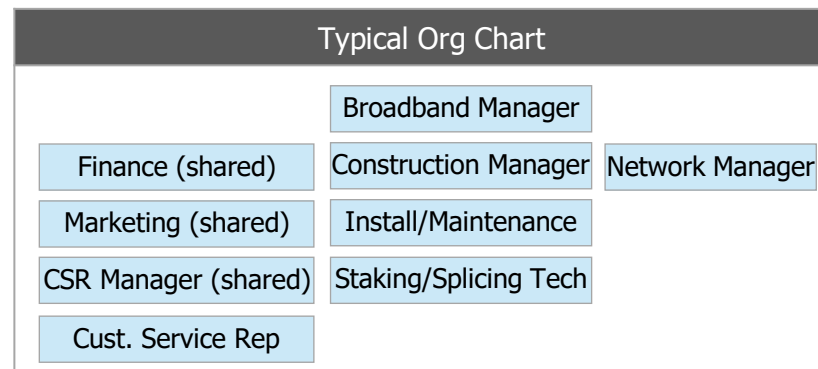 Typical Org Chart
Broadband Manager
Finance (shared)
Construction Manager
Network Manager
Marketing (shared)
Install/Maintenance
CSR Manager (shared)
Staking/Splicing Tech
Cust. Service Rep